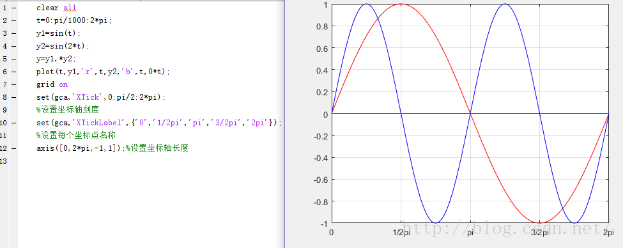 1 - clear all
2 - t=0:pi/1000:2*pi;
3 - y1=sin(t);
4 - y2=sin(2*t);
5 - y=y1.*y2;
6 - plot(t,y1,'r',t,y2,'b',t,0*t);
7 - grid on
8 - set(gca,'XTick',0:pi/2:2*pi);
9 %设置坐标轴刻度
10 - set(gca,'XTickLabel',{'0','1/2pi','pi','3/2pi','2pi'});
11 %设置每个坐标点名称
12 - axis([0,2*pi,-1,1]);%设置坐标轴长度
13
1
0.8
0.6
0.4
0.2
0
-0.2
-0.4
-0.6
-0.8
-1
0 1/2pi pi 3/2pi 2pi
http://blog.csdn.net